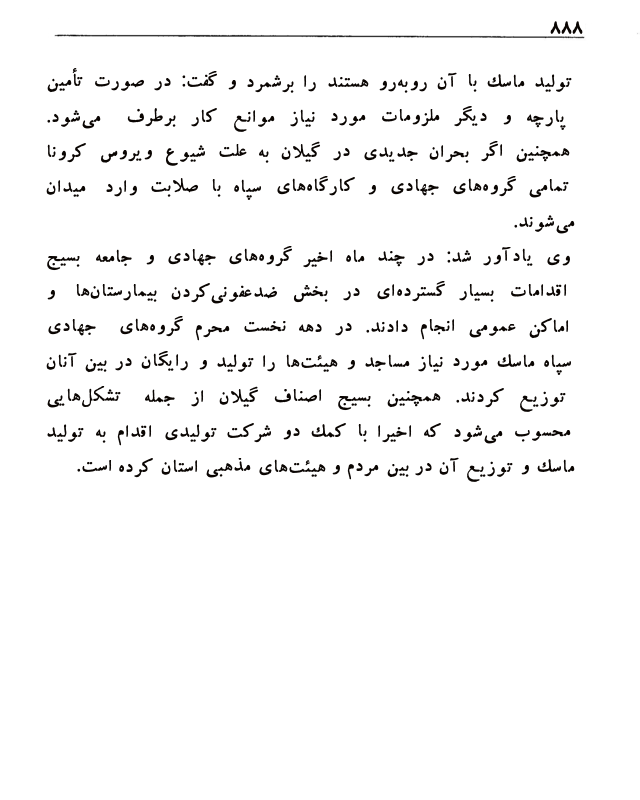 ۸۸۸
تولید ماسك با آن روبه‌رو هستند را برشمرد و گفت: در صورت تأمین
پارچه و دیگر ملزومات مورد نیاز موانع کار برطرف می‌شود.
همچنین اگر بحران جدیدی در گیلان به علت شیوع ویروس کرونا
تمامی گروه‌های جهادی و کارگاه‌های سپاه با صلابت وارد میدان
می‌شوند.
وی یادآور شد: در چند ماه اخیر گروه‌های جهادی و جامعه بسیج
اقدامات بسیار گسترده‌ای در بخش ضدعفونی‌کردن بیمارستان‌ها و
اماکن عمومی انجام دادند. در دهه نخست محرم گروه‌های جهادی
سپاه ماسك مورد نیاز مساجد و هیئت‌ها را تولید و رایگان در بین آنان
توزیع کردند. همچنین بسیج اصناف گیلان از جمله تشکل‌هایی
محسوب می‌شود که اخیرا با کمك دو شرکت تولیدی اقدام به تولید
ماسك و توزیع آن در بین مردم و هیئت‌های مذهبی استان کرده است.